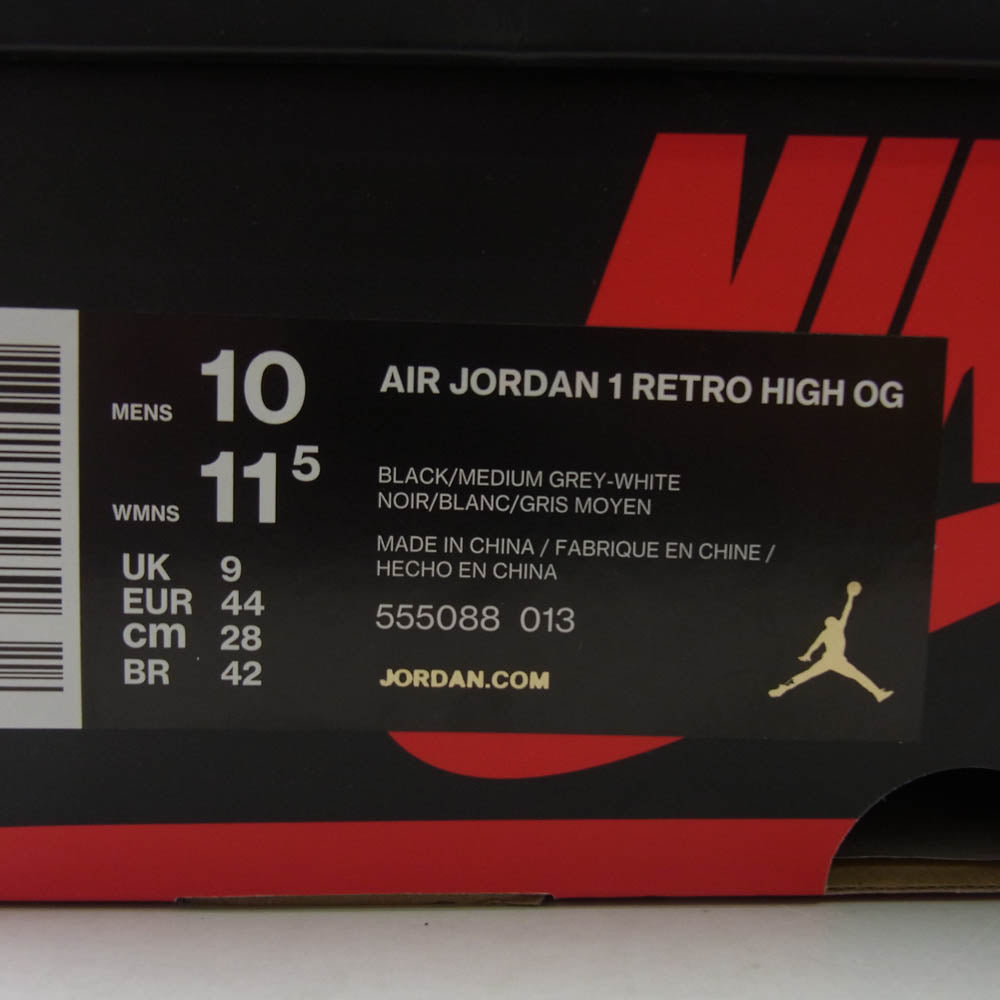 NIK
MENS 10
WMNS 11 5
UK 9
EUR 44
cm 28
BR 42
AIR JORDAN 1 RETRO HIGH OG
BLACK/MEDIUM GREY-WHITE
NOIR/BLANC/GRIS MOYEN
MADE IN CHINA / FABRIQUE EN CHINE /
HECHO EN CHINA
555088 013
JORDAN.COM